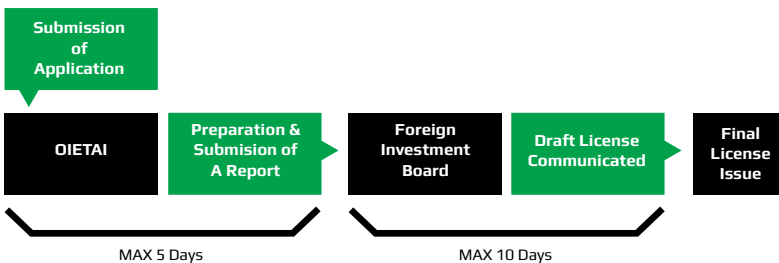 Submission
of
Application
OIETAI
Preparation &
Submision of
A Report
Foreign
Investment
Board
Draft License
Communicated
Final
License
Issue
MAX 5 Days
MAX 10 Days